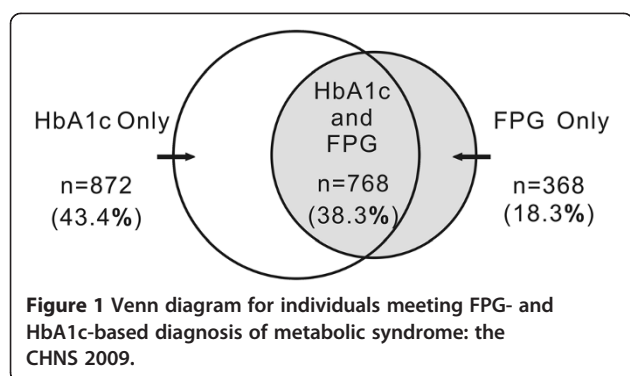 HbA1c Only
n=872
(43.4%)
HbA1c
and
FPG
n=768
(38.3%)
FPG Only
n=368
(18.3%)
Figure 1 Venn diagram for individuals meeting FPG- and
HbA1c-based diagnosis of metabolic syndrome: the
CHNS 2009.